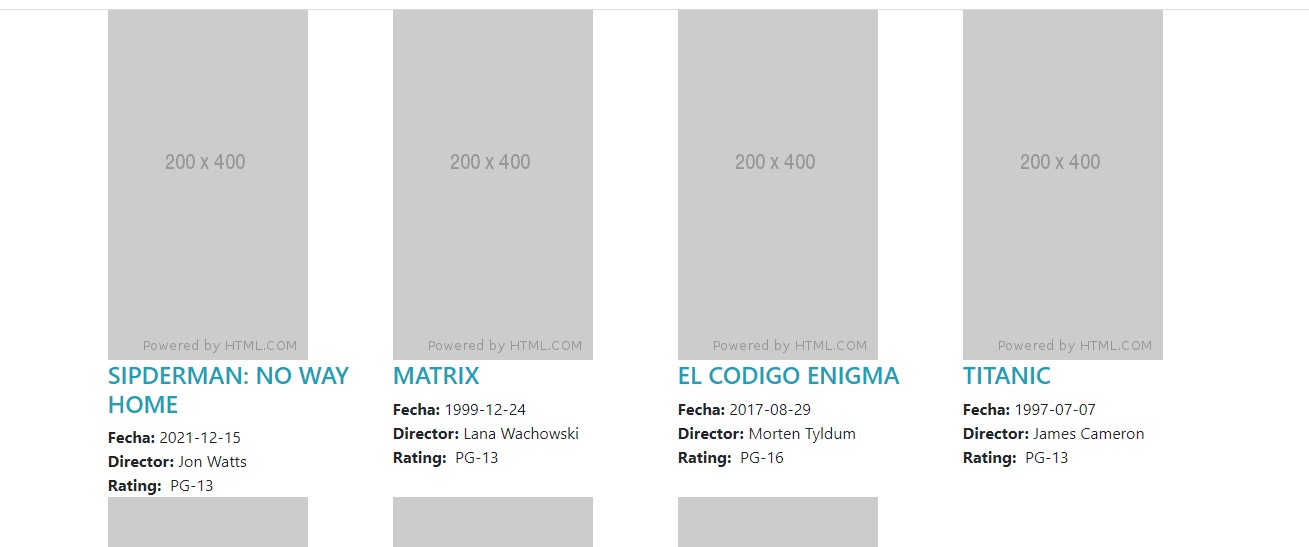 200 x 400
Powered by HTML.COM
SIPDERMAN: NO WAY
HOME
Fecha: 2021-12-15
Director: Jon Watts
Rating: PG-13
200 x 400
Powered by HTML.COM
MATRIX
Fecha: 1999-12-24
Director: Lana Wachowski
Rating: PG-13
200 x 400
Powered by HTML.COM
EL CODIGO ENIGMA
Fecha: 2017-08-29
Director: Morten Tyldum
Rating: PG-16
200 x 400
Powered by HTML.COM
TITANIC
Fecha: 1997-07-07
Director: James Cameron
Rating: PG-13